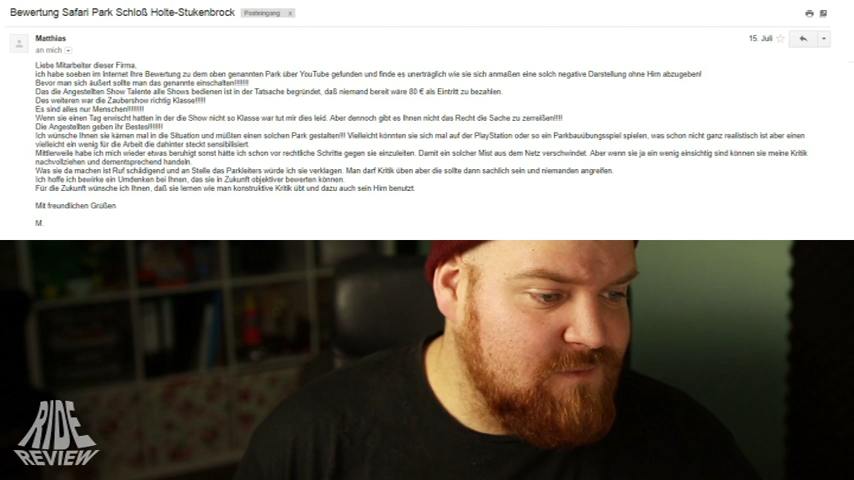 Bewertung Safari Park Schloß Holte-Stukenbrock Posteingang x
Matthias 15. Juli
an mich
Liebe Mitarbeiter dieser Firma,
ich habe soeben im Internet Ihre Bewertung zu dem oben genannten Park über YouTube gefunden und finde es unerträglich wie sie sich anmaßen eine solch negative Darstellung ohne Hirn abzugeben!
Bevor man sich äußert sollte man das genannte einschalten!!!!!!!!
Das die Angestellten Show Talente alle Shows bedienen ist in der Tatsache begründet, daß niemand bereit wäre 80 € als Eintritt zu bezahlen.
Des weiteren war die Zaubershow richtig Klasse!!!!!!
Es sind alles nur Menschen!!!!!!!!!!
Wenn sie einen Tag erwischt hatten in der die Show nicht so Klasse war tut mir dies leid. Aber dennoch gibt es Ihnen nicht das Recht die Sache zu zerreißen!!!!
Die Angestellten geben ihr Bestes!!!!!!!!
Ich wünschte Ihnen sie kämen mal in die Situation und müßten einen solchen Park gestalten!!! Vielleicht könnten sie sich mal auf der PlayStation oder so ein Parkbauübungsspiel spielen, was schon nicht ganz realistisch ist aber einen
vielleicht ein wenig für die Arbeit die dahinter steckt sensibilisiert.
Mittlerweile habe ich mich wieder etwas beruhigt sonst hätte ich schon vor rechtliche Schritte gegen sie einzuleiten. Damit ein solcher Mist aus dem Netz verschwindet. Aber wenn sie ja ein wenig einsichtig sind können sie meine Kritik
nachvollziehen und dementsprechend handeln.
Was sie da machen ist Ruf schädigend und an Stelle des Parkleiters würde ich sie verklagen. Man darf Kritik üben aber die sollte dann sachlich sein und niemanden angreifen.
Ich hoffe ich bewirke ein Umdenken bei Ihnen, das sie in Zukunft objektiver bewerten können.
Für die Zukunft wünsche ich Ihnen, daß sie lernen wie man konstruktive Kritik übt und dazu auch sein Hirn benutzt.
Mit freundlichen Grüßen
M.
RIDE
REVIEW